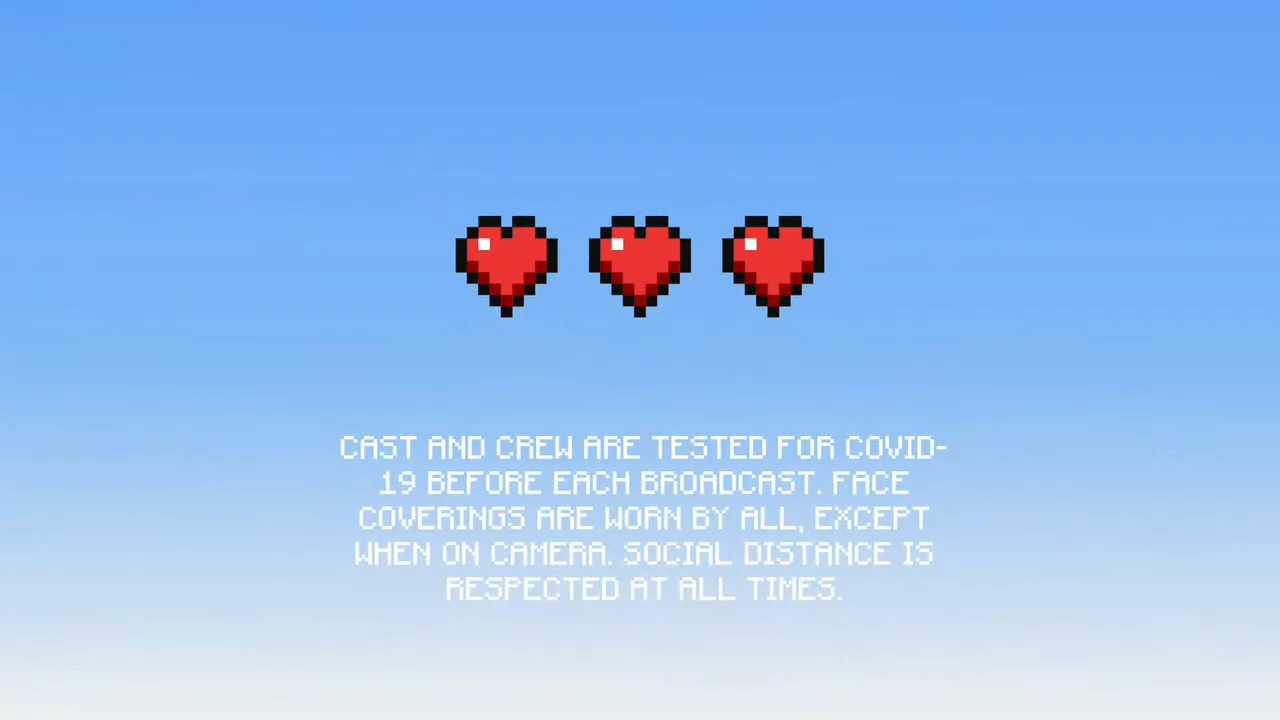 CAST AND CREW ARE TESTED FOR COVID-
19 BEFORE EACH BROADCAST. FACE
COVERINGS ARE WORN BY ALL, EXCEPT
WHEN ON CAMERA. SOCIAL DISTANCE IS
RESPECTED AT ALL TIMES.